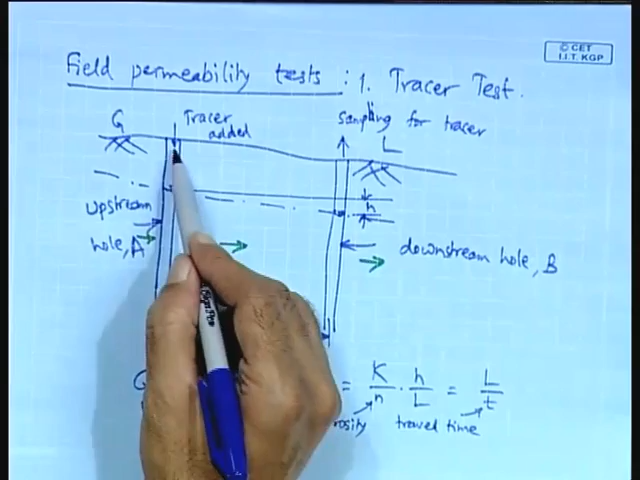 © CET
I.I.T. KGP
Field permeability tests : 1. Tracer Test.
G
Tracer
added
Sampling for tracer
L
upstream
hole, A
h
downstream hole, B
= K/n · h/L = L/t
travel time